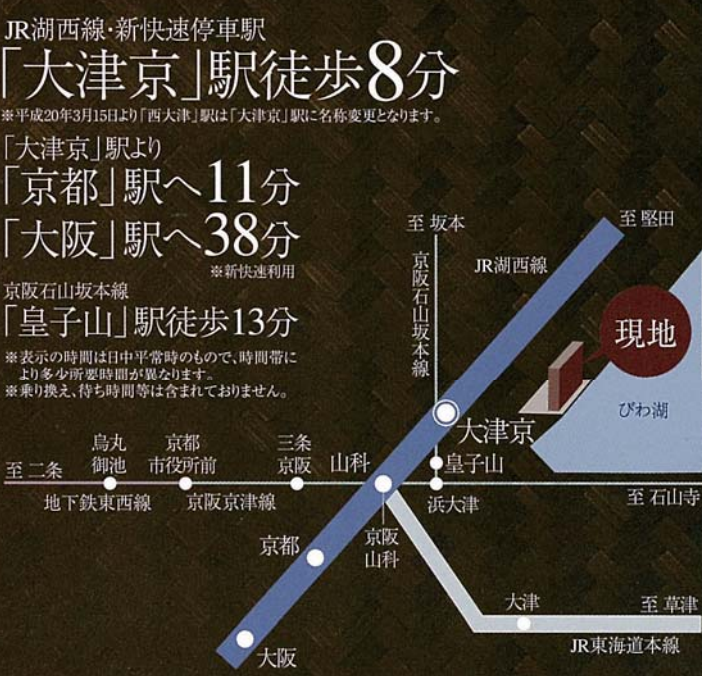 JR湖西線・新快速停車駅
「大津京」駅徒歩8分
※平成20年3月15日より「西大津」駅は「大津京」駅に名称変更となります。
「大津京」駅より
「京都」駅へ11分
「大阪」駅へ38分
※新快速利用
京阪石山坂本線
「皇子山」駅徒歩13分
※表示の時間は日中平常時のもので、時間帯に
より多少所要時間が異なります。
※乗り換え、待ち時間等は含まれておりません。
至 坂本
至 堅田
京阪石山坂本線
JR湖西線
現地
びわ湖
大津京
皇子山
浜大津
至 石山寺
至 二条
烏丸
御池
京都
市役所前
三条
京阪
山科
地下鉄東西線
京阪京津線
京阪
山科
京都
大阪
大津
至 草津
JR東海道本線